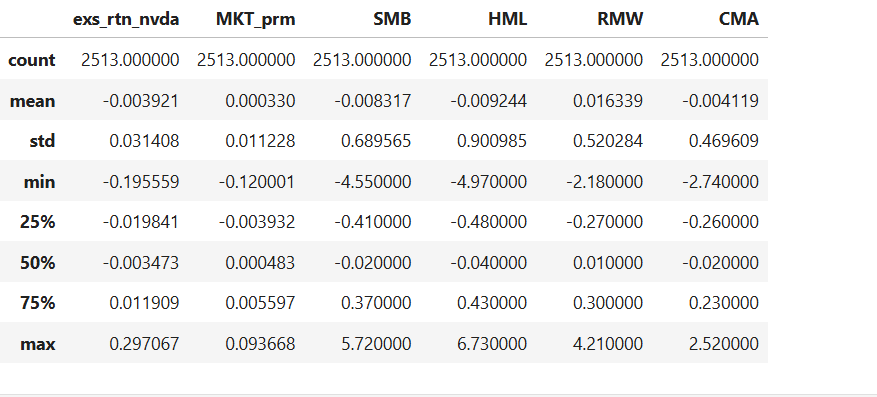 exs_rtn_nvda MKT_prm SMB HML RMW CMA
count 2513.000000 2513.000000 2513.000000 2513.000000 2513.000000 2513.000000
mean -0.003921 0.000330 -0.008317 -0.009244 0.016339 -0.004119
std 0.031408 0.011228 0.689565 0.900985 0.520284 0.469609
min -0.195559 -0.120001 -4.550000 -4.970000 -2.180000 -2.740000
25% -0.019841 -0.003932 -0.410000 -0.480000 -0.270000 -0.260000
50% -0.003473 0.000483 -0.020000 -0.040000 0.010000 -0.020000
75% 0.011909 0.005597 0.370000 0.430000 0.300000 0.230000
max 0.297067 0.093668 5.720000 6.730000 4.210000 2.520000